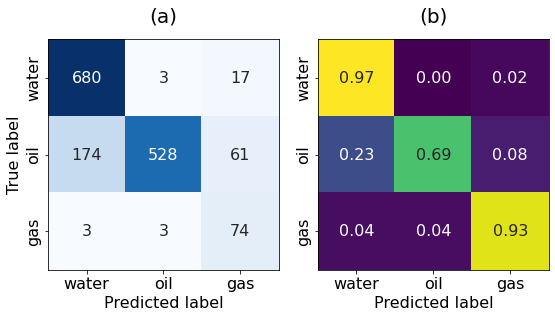 (a) (b)
True label
water 680 3 17
oil 174 528 61
gas 3 3 74
water oil gas
Predicted label
water 0.97 0.00 0.02
oil 0.23 0.69 0.08
gas 0.04 0.04 0.93
water oil gas
Predicted label